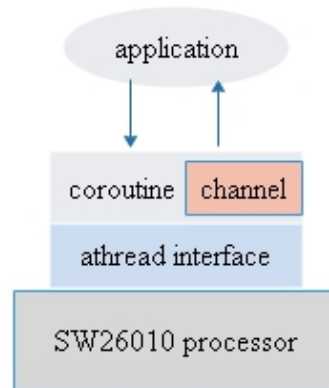 application
coroutine channel
athread interface
SW26010 processor